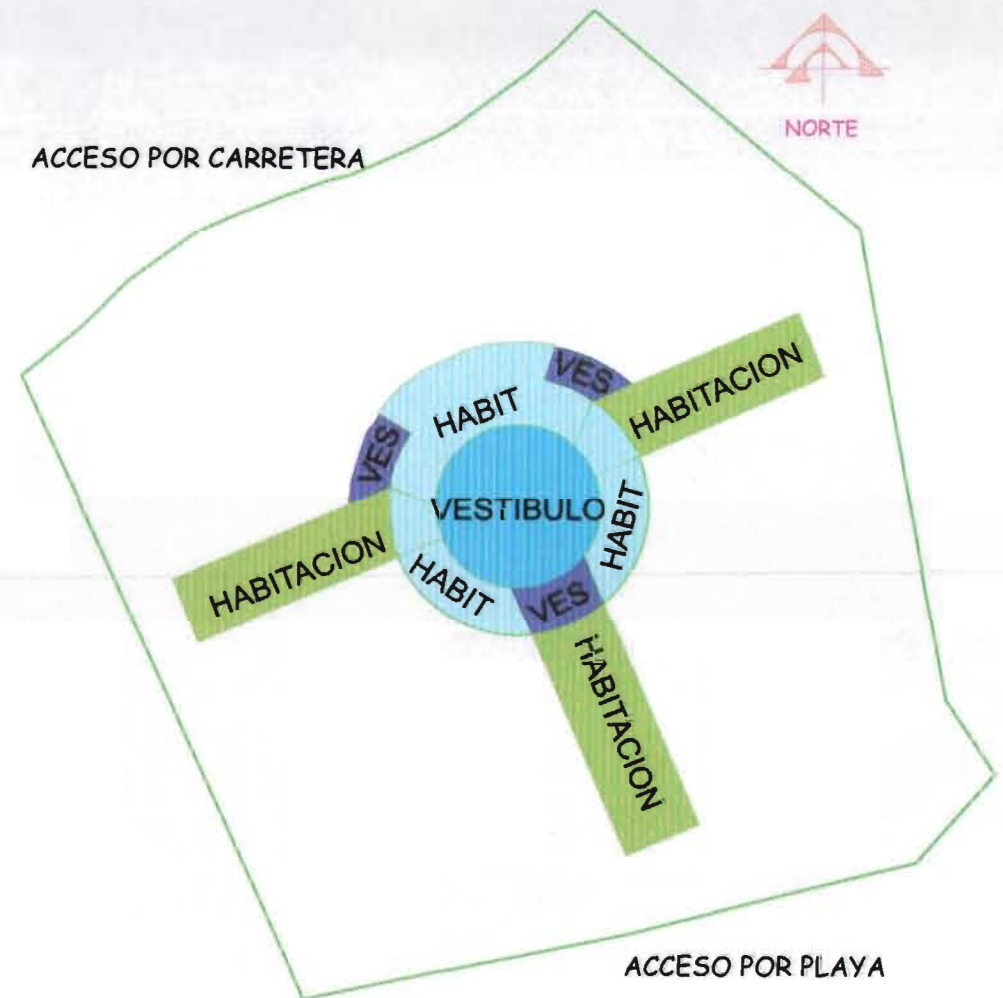 NORTE
ACCESO POR CARRETERA
VES
HABITACION
HABIT
VES
VESTIBULO
HABIT
HABITACION
HABIT
VES
HABITACION
ACCESO POR PLAYA